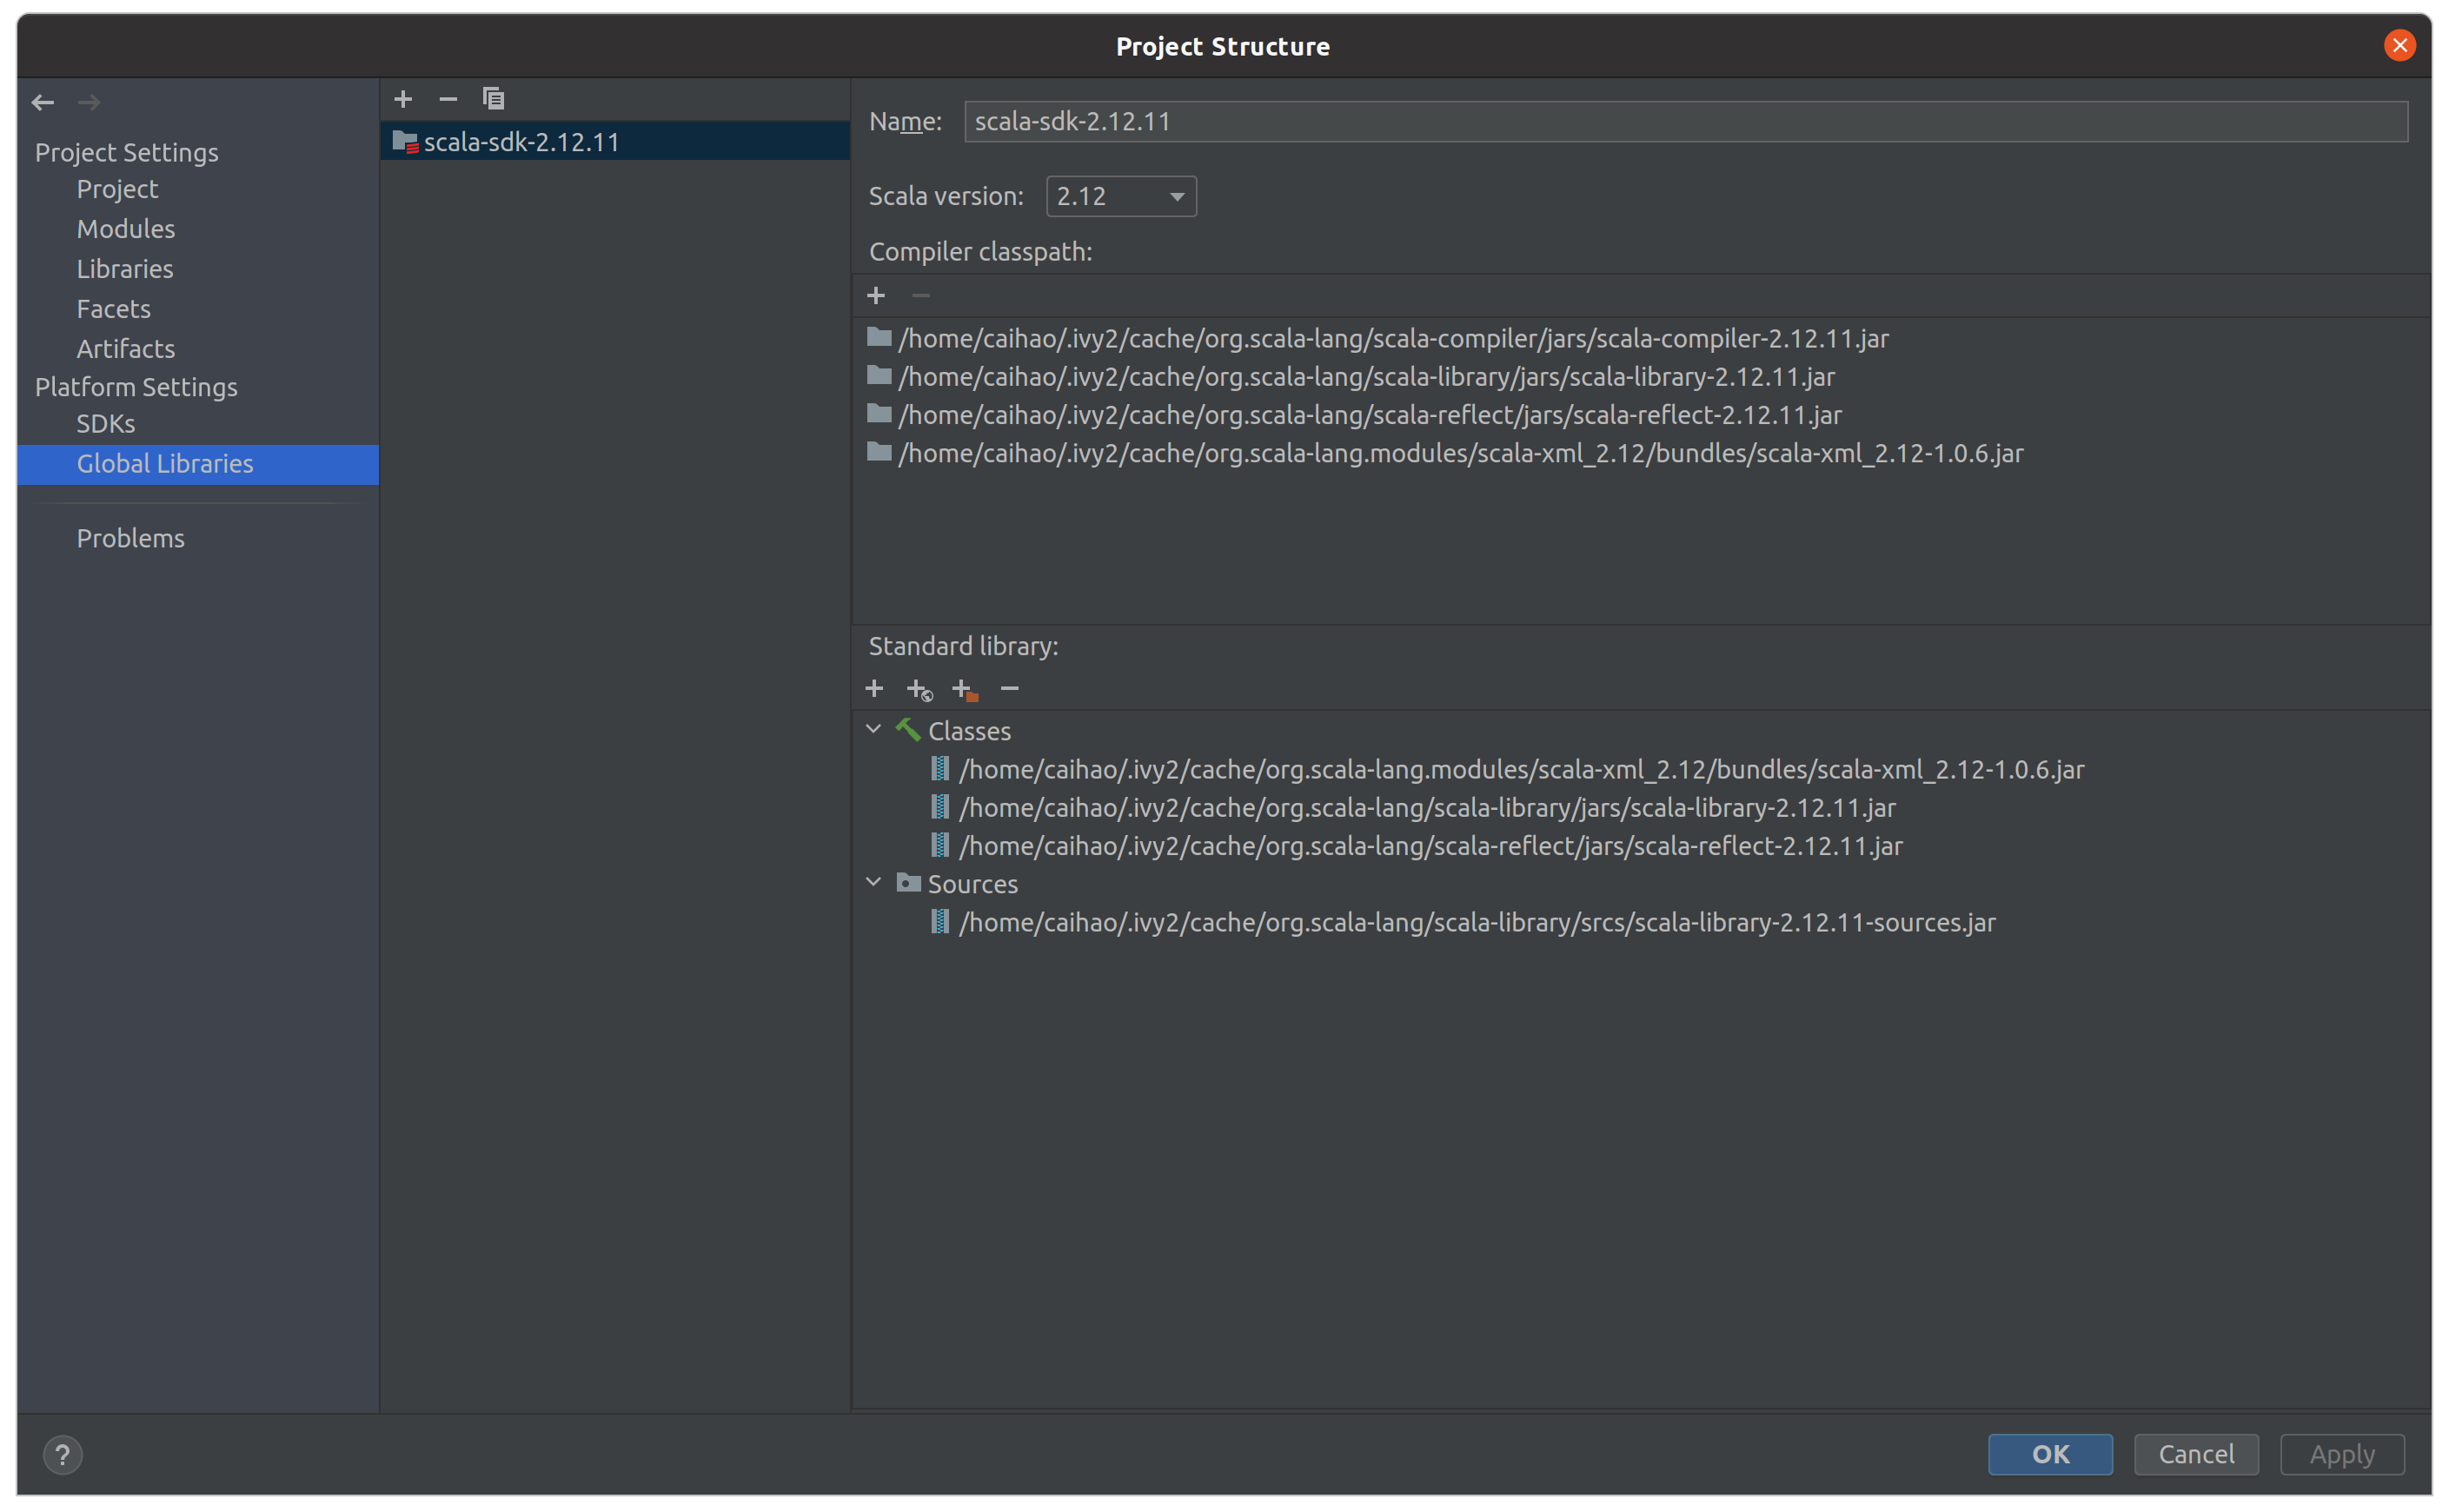 Project Structure
Project Settings
Project
Modules
Libraries
Facets
Artifacts
Platform Settings
SDKs
Global Libraries
Problems
scala-sdk-2.12.11
Name: scala-sdk-2.12.11
Scala version: 2.12
Compiler classpath:
/home/caihao/.ivy2/cache/org.scala-lang/scala-compiler/jars/scala-compiler-2.12.11.jar
/home/caihao/.ivy2/cache/org.scala-lang/scala-library/jars/scala-library-2.12.11.jar
/home/caihao/.ivy2/cache/org.scala-lang/scala-reflect/jars/scala-reflect-2.12.11.jar
/home/caihao/.ivy2/cache/org.scala-lang.modules/scala-xml_2.12/bundles/scala-xml_2.12-1.0.6.jar
Standard library:
Classes
/home/caihao/.ivy2/cache/org.scala-lang.modules/scala-xml_2.12/bundles/scala-xml_2.12-1.0.6.jar
/home/caihao/.ivy2/cache/org.scala-lang/scala-library/jars/scala-library-2.12.11.jar
/home/caihao/.ivy2/cache/org.scala-lang/scala-reflect/jars/scala-reflect-2.12.11.jar
Sources
/home/caihao/.ivy2/cache/org.scala-lang/scala-library/srcs/scala-library-2.12.11-sources.jar
?
OK
Cancel
Apply